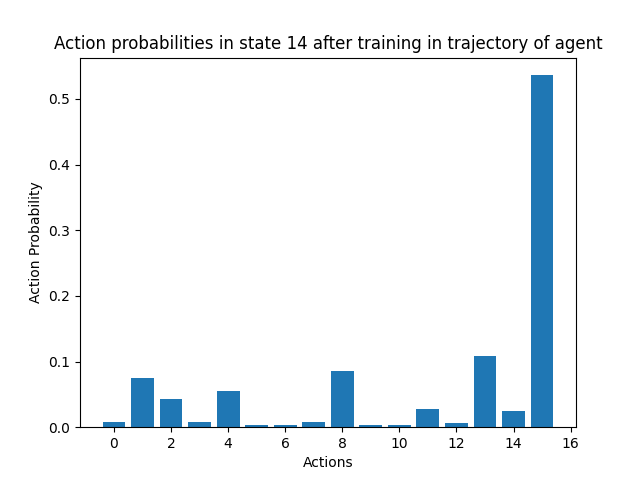 Action probabilities in state 14 after training in trajectory of agent
0.5
0.4
0.3
0.2
0.1
0.0
Action Probability
0 2 4 6 8 10 12 14 16
Actions